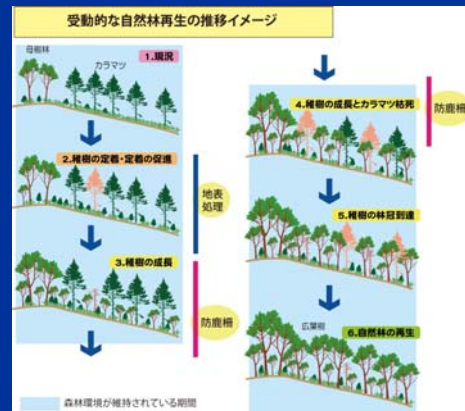 受動的な自然林再生の推移イメージ
母樹林
カラマツ
1.現況
2.稚樹の定着・定着の促進
地表
処理
3.稚樹の成長
防鹿柵
4.稚樹の成長とカラマツ枯死
防鹿柵
5.稚樹の林冠到達
広葉樹
6.自然林の再生
森林環境が維持されている期間